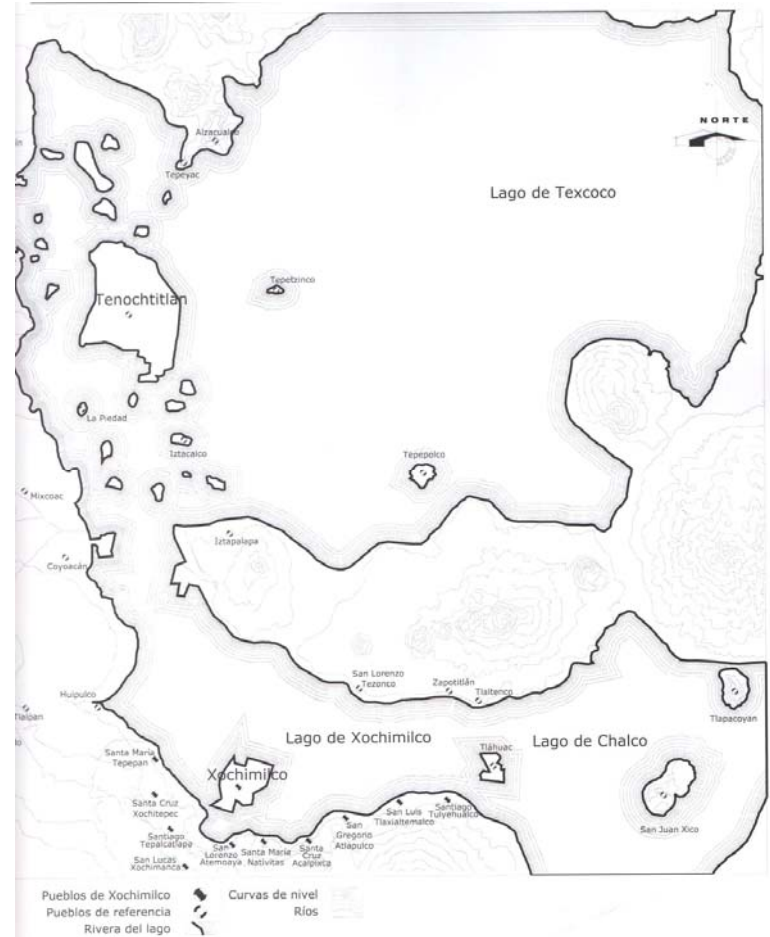 NORTE
Aizacualco
Tepeyac
Lago de Texcoco
Tepetzinco
Tenochtitlán
La Piedad
Iztacalco
Tepepolco
Mixcoac
Iztapalapa
Coyoacán
San Lorenzo
Tezonco
Zapotitlán
Tlaltenco
Huipulco
Tlalpan
Tlapacoyan
Lago de Xochimilco
Lago de Chalco
Tláhuac
Santa María
Tepepan
Xochimilco
Santa Cruz
Xochitepec
San Luis
Tlaxialtemalco
Santiago
Tulyehualco
San Juan Xico
San
Gregorio
Atlapulco
Santiago
Tepalcatlapa
San
Lorenzo
Atemoaya
Santa María
Nativitas
Santa
Cruz
Acalpixca
San Lucas
Xochimanca
Pueblos de Xochimilco
Curvas de nivel
Pueblos de referencia
Ríos
Rivera del lago